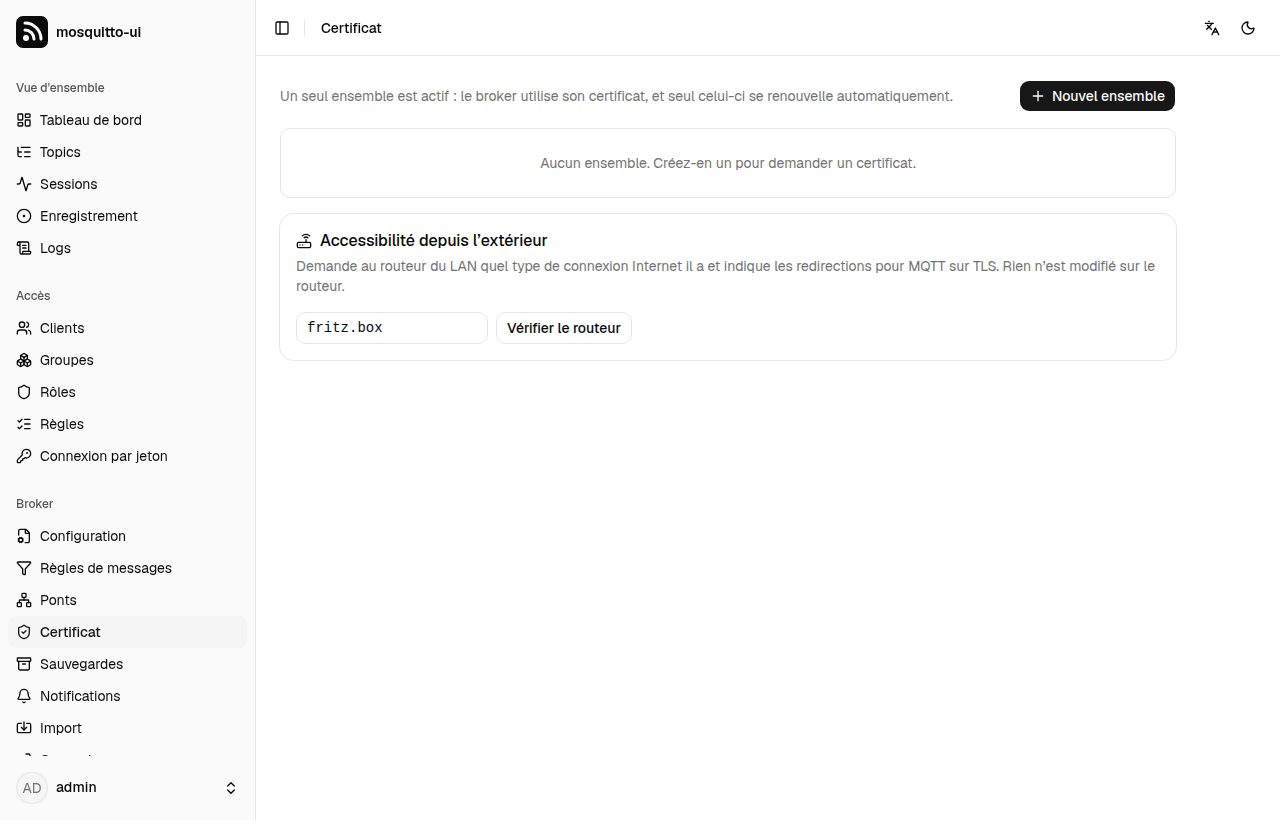 mosquitto-ui
Vue d'ensemble
Tableau de bord
Topics
Sessions
Enregistrement
Logs
Accès
Clients
Groupes
Rôles
Règles
Connexion par jeton
Broker
Configuration
Règles de messages
Ponts
Certificat
Sauvegardes
Notifications
Import
AD
admin
Certificat
Un seul ensemble est actif : le broker utilise son certificat, et seul celui-ci se renouvelle automatiquement.
Nouvel ensemble
Aucun ensemble. Créez-en un pour demander un certificat.
Accessibilité depuis l’extérieur
Demande au routeur du LAN quel type de connexion Internet il a et indique les redirections pour MQTT sur TLS. Rien n’est modifié sur le
routeur.
fritz.box
Vérifier le routeur